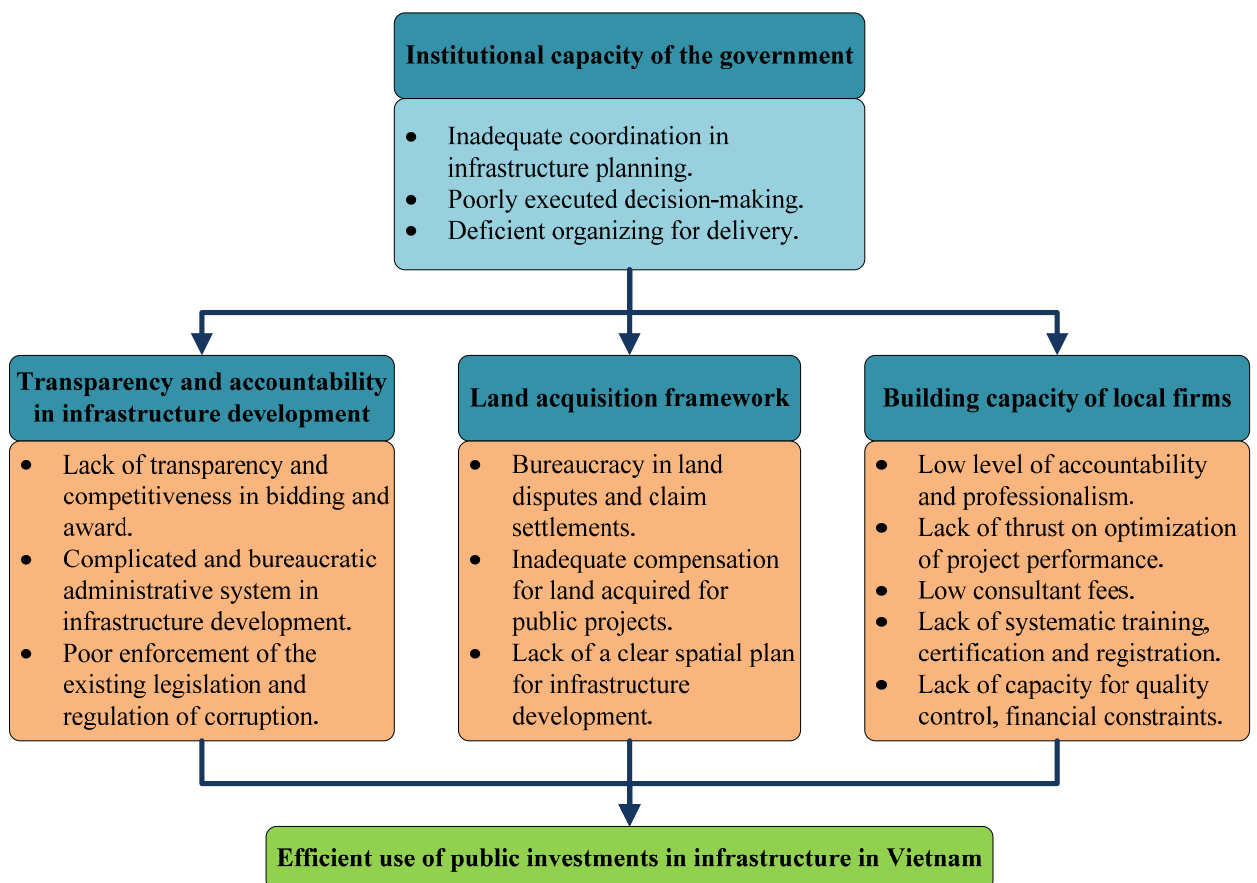 Institutional capacity of the government
• Inadequate coordination in
infrastructure planning.
• Poorly executed decision-making.
• Deficient organizing for delivery.
Transparency and accountability
in infrastructure development
• Lack of transparency and
competitiveness in bidding and
award.
• Complicated and bureaucratic
administrative system in
infrastructure development.
• Poor enforcement of the
existing legislation and
regulation of corruption.
Land acquisition framework
• Bureaucracy in land
disputes and claim
settlements.
• Inadequate compensation
for land acquired for
public projects.
• Lack of a clear spatial plan
for infrastructure
development.
Building capacity of local firms
• Low level of accountability
and professionalism.
• Lack of thrust on optimization
of project performance.
• Low consultant fees.
• Lack of systematic training,
certification and registration.
• Lack of capacity for quality
control, financial constraints.
Efficient use of public investments in infrastructure in Vietnam